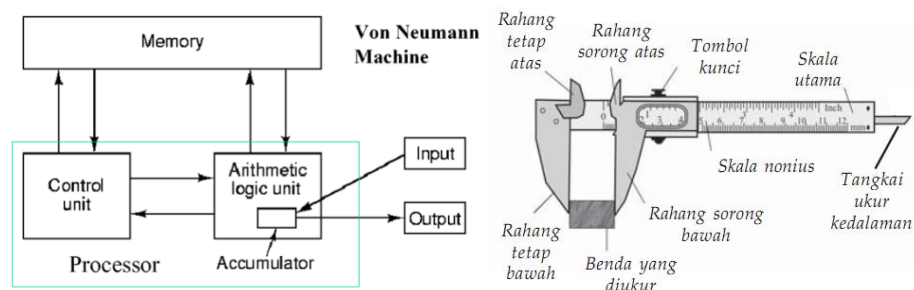 Memory
Von Neumann
Machine
Control
unit
Arithmetic
logic unit
Input
Output
Processor
Accumulator
Rahang
tetap
atas
Rahang
sorong atas
Tombol
kunci
Skala
utama
Inch
mm
Skala nonius
Tangkai
ukur
kedalaman
Rahang sorong
bawah
Rahang
tetap
bawah
Benda yang
diukur